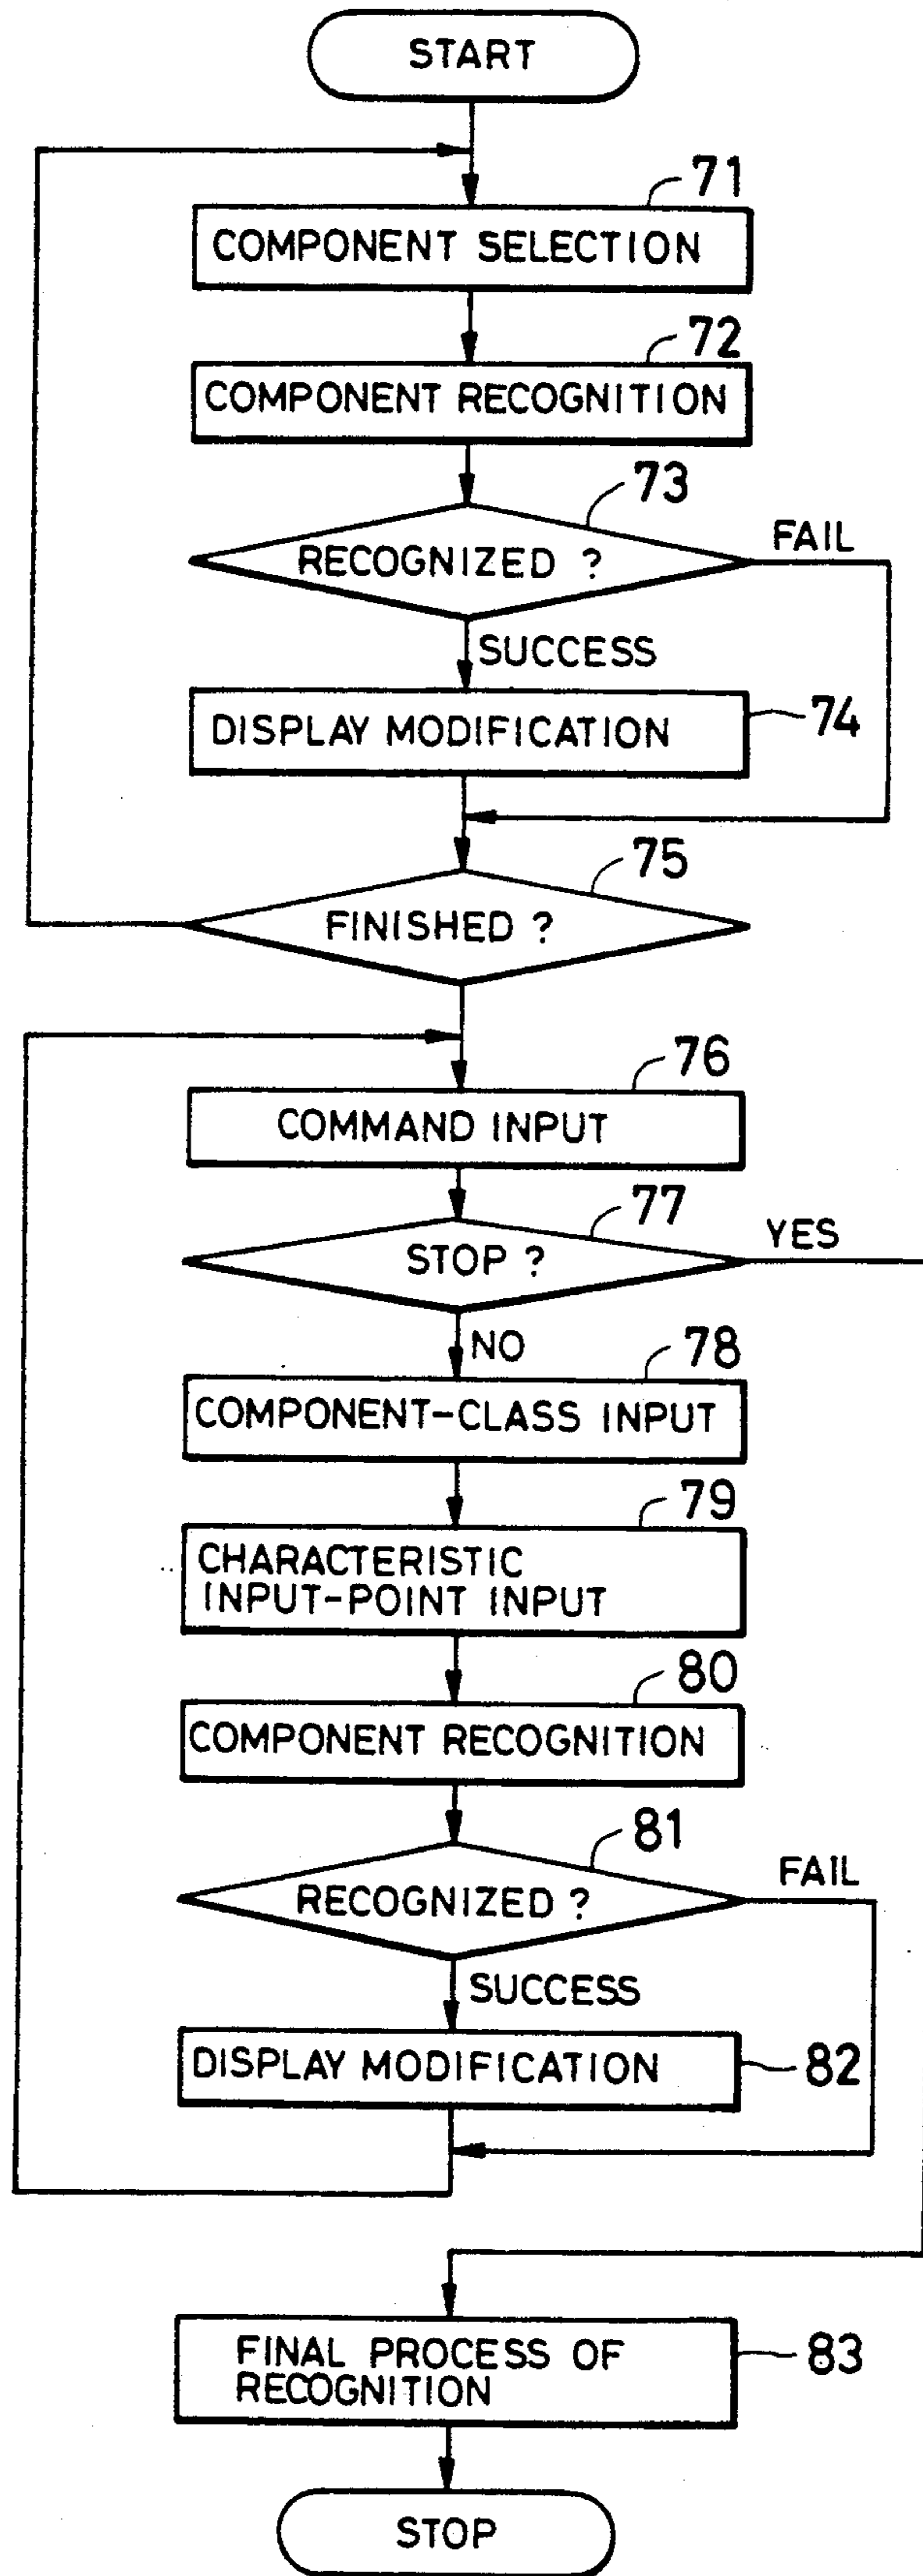 START
71
COMPONENT SELECTION
72
COMPONENT RECOGNITION
73
FAIL
RECOGNIZED ?
SUCCESS
DISPLAY MODIFICATION
74
75
FINISHED ?
76
COMMAND INPUT
77
YES
STOP ?
NO
78
COMPONENT-CLASS INPUT
79
CHARACTERISTIC
INPUT-POINT INPUT
80
COMPONENT RECOGNITION
81
FAIL
RECOGNIZED ?
SUCCESS
DISPLAY MODIFICATION
82
FINAL PROCESS OF
RECOGNITION
83
STOP